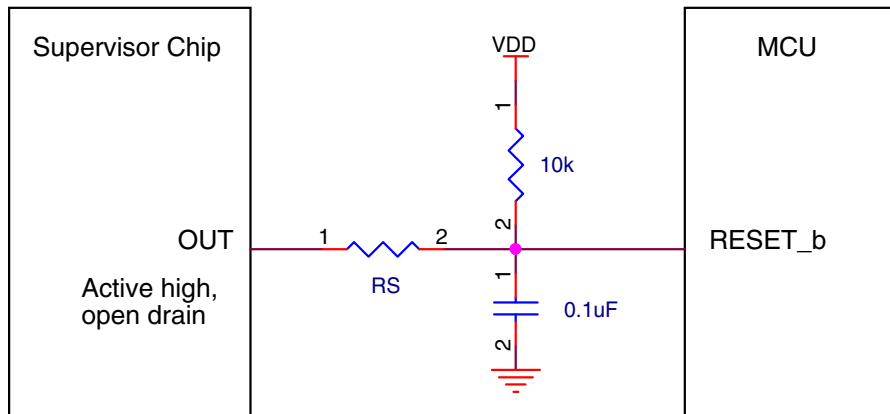 Supervisor Chip
VDD
MCU
1
10k
2
OUT
1
2
RESET_b
RS
1
Active high,
open drain
0.1uF
2